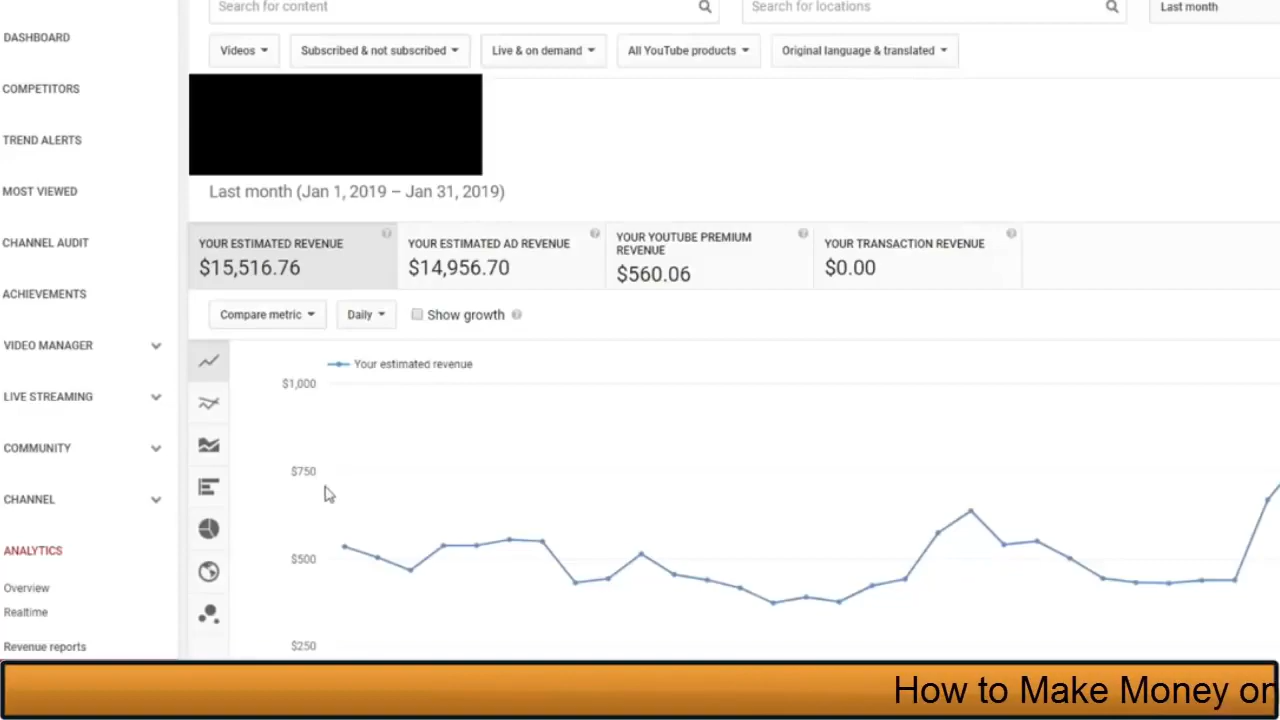 Search for content
Search for locations
Last month
DASHBOARD
COMPETITORS
TREND ALERTS
MOST VIEWED
CHANNEL AUDIT
ACHIEVEMENTS
VIDEO MANAGER
LIVE STREAMING
COMMUNITY
CHANNEL
ANALYTICS
Overview
Realtime
Revenue reports
Videos
Subscribed & not subscribed
Live & on demand
All YouTube products
Original language & translated
Last month (Jan 1, 2019 – Jan 31, 2019)
YOUR ESTIMATED REVENUE
$15,516.76
YOUR ESTIMATED AD REVENUE
$14,956.70
YOUR YOUTUBE PREMIUM
REVENUE
$560.06
YOUR TRANSACTION REVENUE
$0.00
Compare metric
Daily
Show growth
Your estimated revenue
$1,000
$750
$500
$250
How to Make Money on